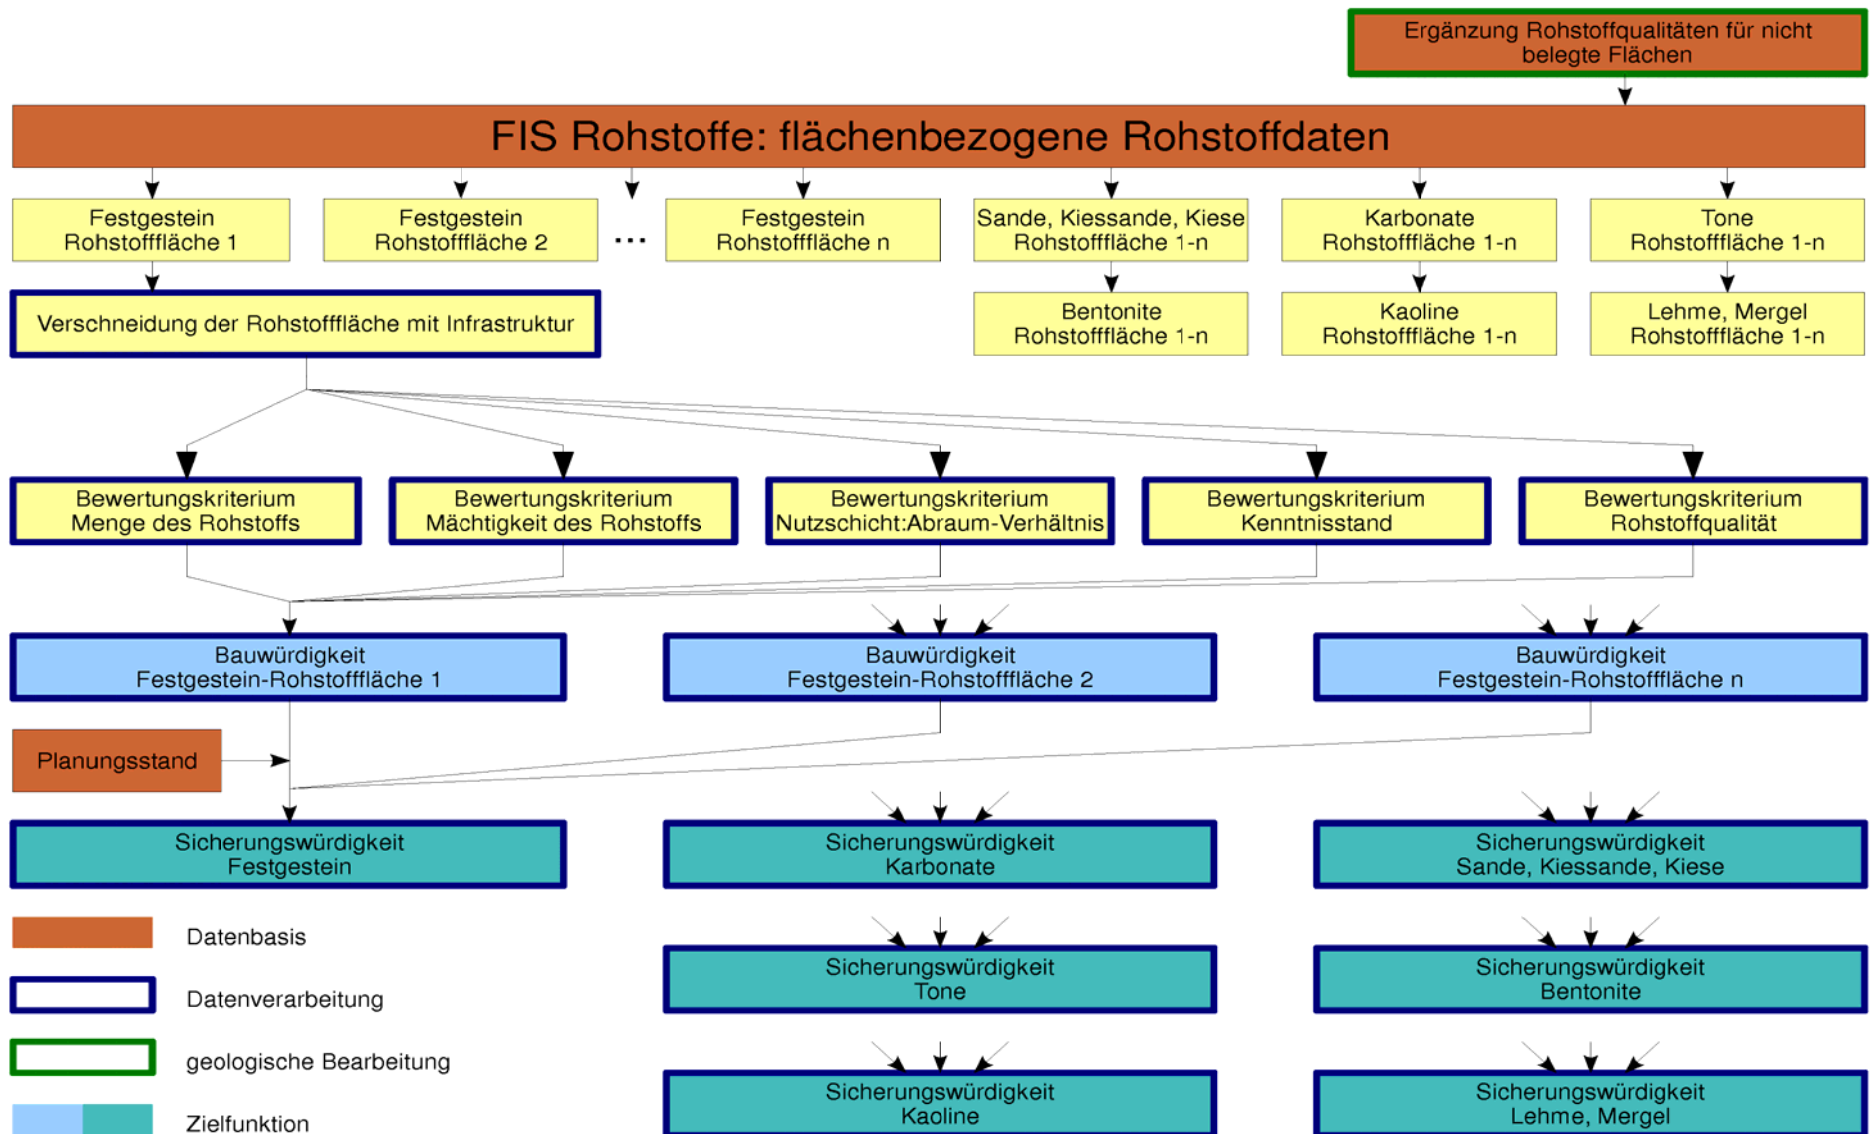 Ergänzung Rohstoffqualitäten für nicht
belegte Flächen
FIS Rohstoffe: flächenbezogene Rohstoffdaten
Festgestein
Rohstofffläche 1
Festgestein
Rohstofffläche 2
...
Festgestein
Rohstofffläche n
Sande, Kiessande, Kiese
Rohstofffläche 1-n
Karbonate
Rohstofffläche 1-n
Tone
Rohstofffläche 1-n
Verschneidung der Rohstofffläche mit Infrastruktur
Bentonite
Rohstofffläche 1-n
Kaoline
Rohstofffläche 1-n
Lehme, Mergel
Rohstofffläche 1-n
Bewertungskriterium
Menge des Rohstoffs
Bewertungskriterium
Mächtigkeit des Rohstoffs
Bewertungskriterium
Nutzschicht:Abraum-Verhältnis
Bewertungskriterium
Kenntnisstand
Bewertungskriterium
Rohstoffqualität
Bauwürdigkeit
Festgestein-Rohstofffläche 1
Bauwürdigkeit
Festgestein-Rohstofffläche 2
Bauwürdigkeit
Festgestein-Rohstofffläche n
Planungsstand
Sicherungswürdigkeit
Festgestein
Sicherungswürdigkeit
Karbonate
Sicherungswürdigkeit
Sande, Kiessande, Kiese
Sicherungswürdigkeit
Tone
Sicherungswürdigkeit
Bentonite
Sicherungswürdigkeit
Kaoline
Sicherungswürdigkeit
Lehme, Mergel
Datenbasis
Datenverarbeitung
geologische Bearbeitung
Zielfunktion